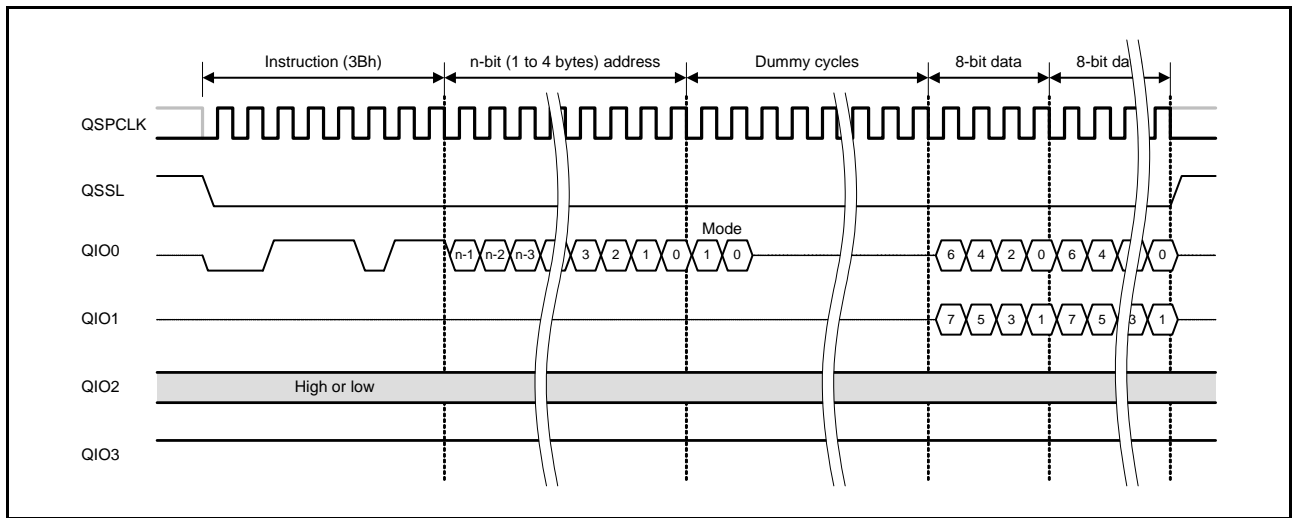 Instruction (3Bh) n-bit (1 to 4 bytes) address Dummy cycles 8-bit data 8-bit da
QSPCLK
QSSL
Mode
QIO0 n-1 n-2 n-3 3 2 1 0 1 0 6 4 2 0 6 4 0
QIO1 7 5 3 1 7 5 3 1
QIO2 High or low
QIO3